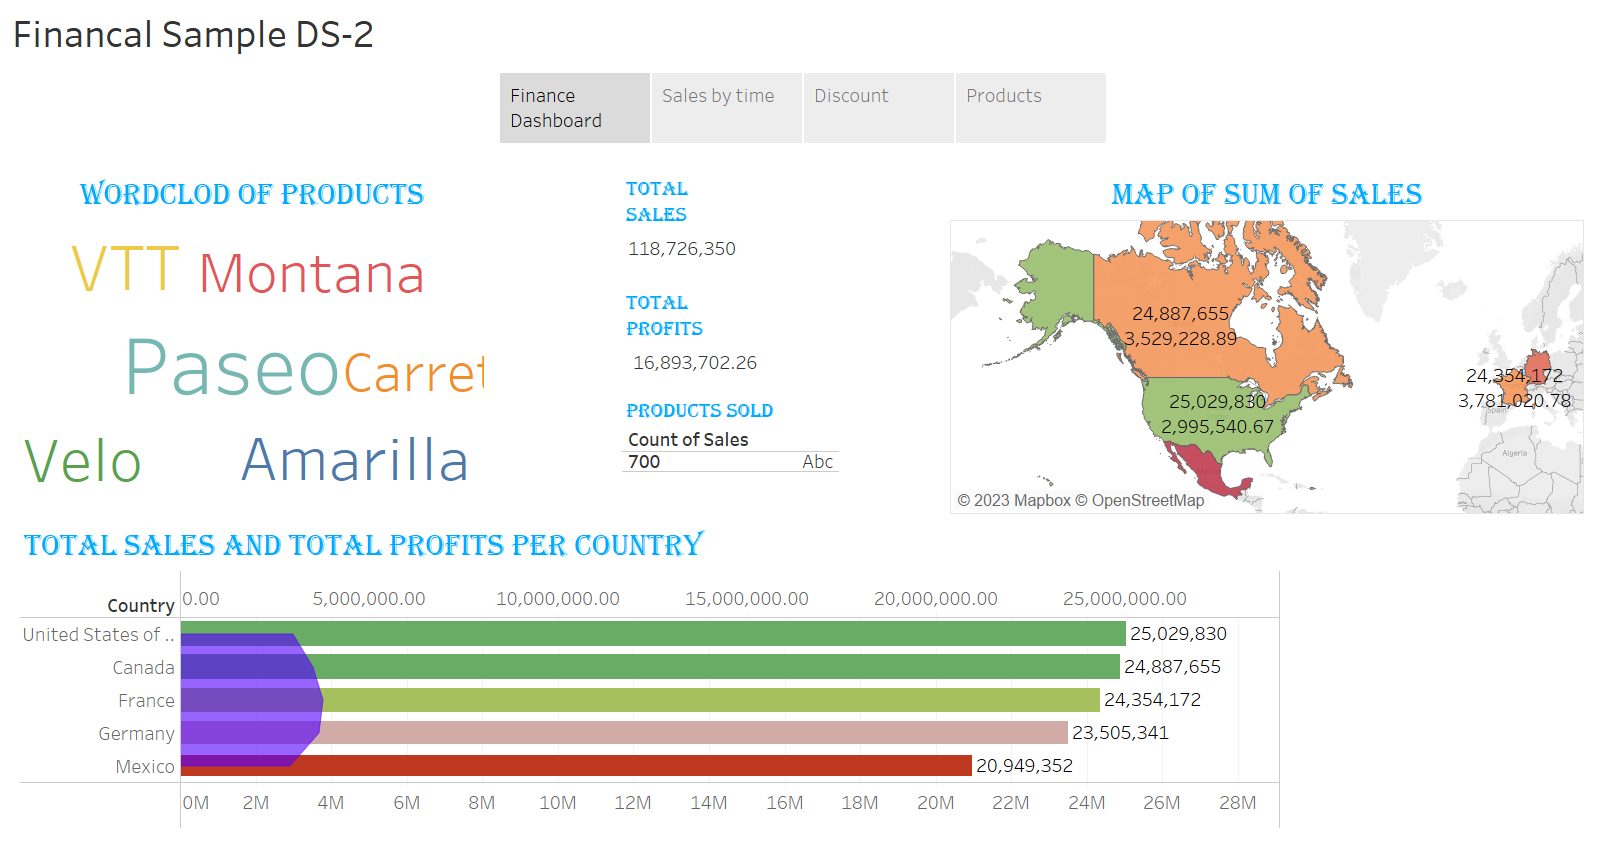 Financal Sample DS-2
Finance
Dashboard
Sales by time
Discount
Products
WORDCLOD OF PRODUCTS
VTT
Montana
Paseo
Carret
Velo
Amarilla
TOTAL
SALES
118,726,350
TOTAL
PROFITS
16,893,702.26
PRODUCTS SOLD
Count of Sales
700 Abc
MAP OF SUM OF SALES
24,887,655
3,529,228.89
25,029,830
2,995,540.67
24,354,172
3,781,020.78
Spain
Algeria
© 2023 Mapbox © OpenStreetMap
TOTAL SALES AND TOTAL PROFITS PER COUNTRY
Country 0.00 5,000,000.00 10,000,000.00 15,000,000.00 20,000,000.00 25,000,000.00
United States of .. 25,029,830
Canada 24,887,655
France 24,354,172
Germany 23,505,341
Mexico 20,949,352
0M 2M 4M 6M 8M 10M 12M 14M 16M 18M 20M 22M 24M 26M 28M